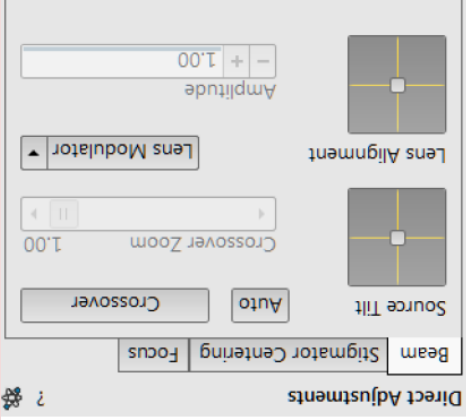 Direct Adjustments ?
Beam Stigmator Centering Focus
Source Tilt Auto Crossover
Crossover Zoom 1.00
Lens Alignment Lens Modulator
Amplitude
− + 1.00